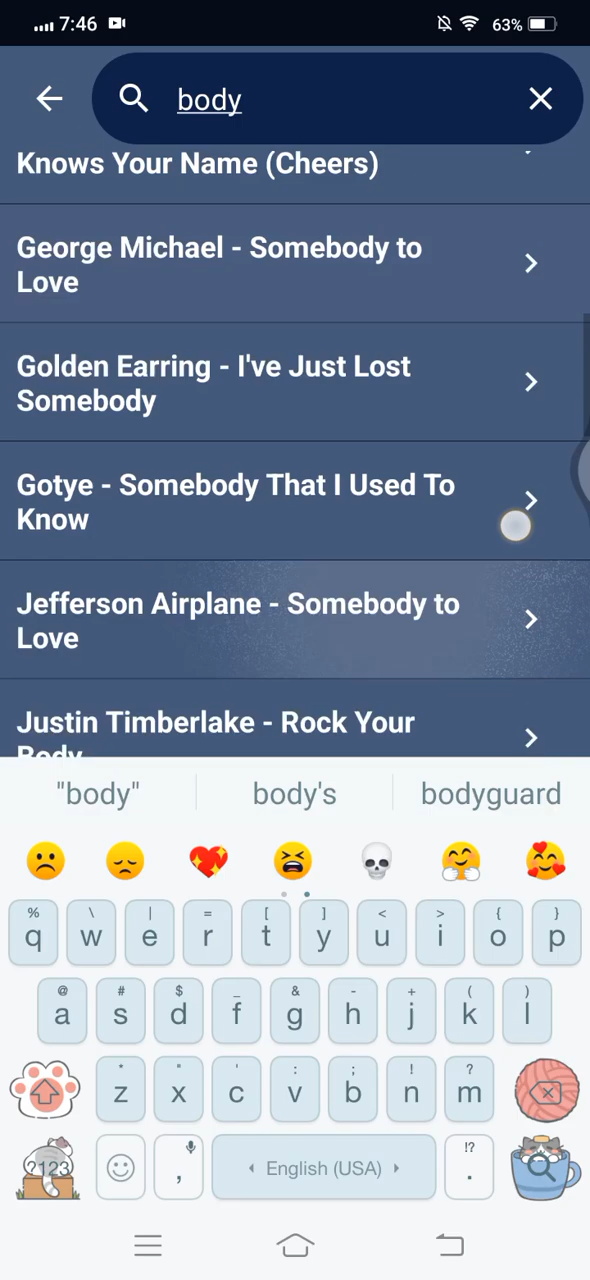 7:46
63%
body
Knows Your Name (Cheers)
George Michael - Somebody to
Love
Golden Earring - I've Just Lost
Somebody
Gotye - Somebody That I Used To
Know
Jefferson Airplane - Somebody to
Love
Justin Timberlake - Rock Your
Body
"body" body's bodyguard
% \ | = [ ] < > { }
q w e r t y u i o p
@ # $ _ & - + ( )
a s d f g h j k l
* " ' : ; ! ?
z x c v b n m
?123 , English (USA) !? .